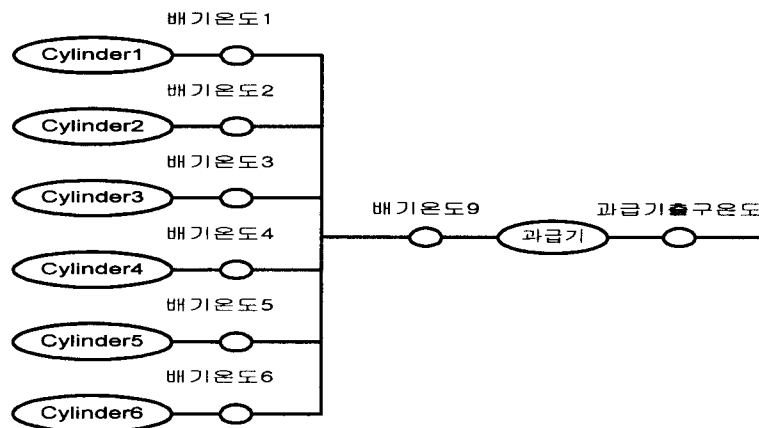 배기온도1
Cylinder1
배기온도2
Cylinder2
배기온도3
Cylinder3
배기온도4
Cylinder4
배기온도5
Cylinder5
배기온도6
Cylinder6
배기온도9
과급기
과급기출구온도